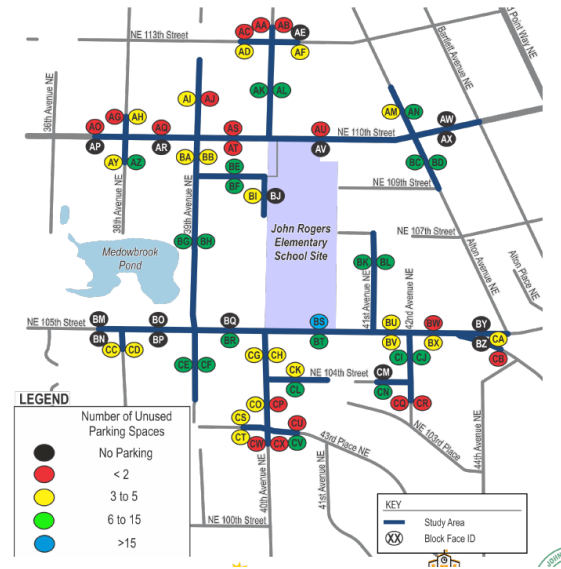 NE 113th Street
AC
AA
AB
AE
AD
AF
Point Way NE
Bartlett Avenue NE
36th Avenue NE
AI
AJ
AK
AL
AM
AN
AG
AH
AO
AQ
AS
AU
AW
NE 110th Street
AP
AR
AT
AV
AX
AY
AZ
BA
BB
BE
BF
BC
BD
NE 109th Street
38th Avenue NE
39th Avenue NE
BI
BJ
John Rogers
Elementary
School Site
NE 107th Street
BG
BH
Medowbrook
Pond
BK
BL
41st Avenue NE
42nd Avenue NE
Alton Avenue NE
Alton Place NE
NE 105th Street
BM
BO
BQ
BS
BU
BW
BY
CA
BN
BP
BR
BT
BV
BX
BZ
CB
CC
CD
CE
CF
CG
CH
CI
CJ
CK
CL
NE 104th Street
CM
CN
CO
CP
CQ
CR
CS
CT
CU
CW
CX
CV
43rd Place NE
NE 103rd Place
44th Avenue NE
40th Avenue NE
41st Avenue NE
NE 100th Street
LEGEND
Number of Unused
Parking Spaces
No Parking
< 2
3 to 5
6 to 15
>15
KEY
Study Area
XX
Block Face ID